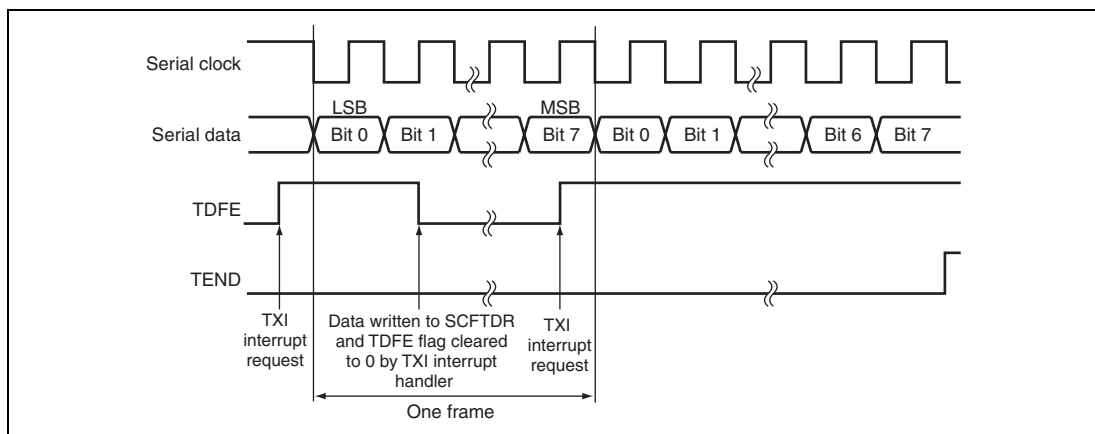 Serial clock
LSB
MSB
Serial data
Bit 0
Bit 1
Bit 7
Bit 0
Bit 1
Bit 6
Bit 7
TDFE
TEND
TXI
interrupt
request
Data written to SCFTDR
and TDFE flag cleared
to 0 by TXI interrupt
handler
TXI
interrupt
request
One frame